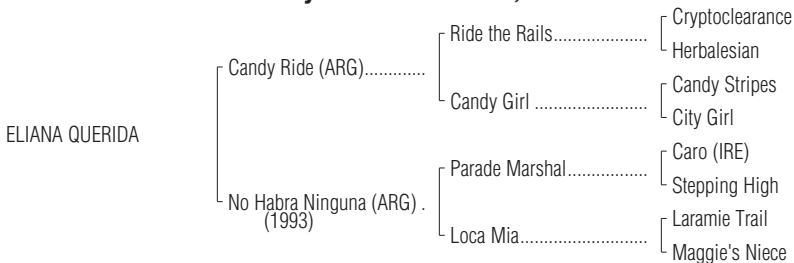 Cryptoclearance
Ride the Rails....................
Herbalesian
Candy Ride (ARG).............
Candy Stripes
Candy Girl ........................
City Girl
ELIANA QUERIDA
Caro (IRE)
Parade Marshal.................
Stepping High
No Habra Ninguna (ARG) .
(1993)
Laramie Trail
Loca Mia...........................
Maggie's Niece